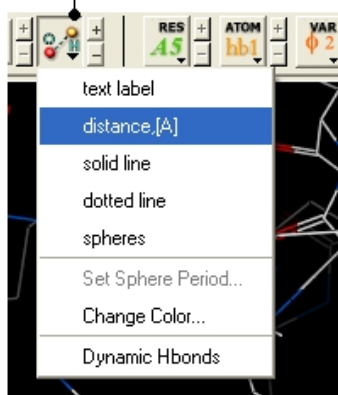 RES ATOM VAR
A5 hb1 φ 2
H
text label
distance,[A]
solid line
dotted line
spheres
Set Sphere Period...
Change Color...
Dynamic Hbonds